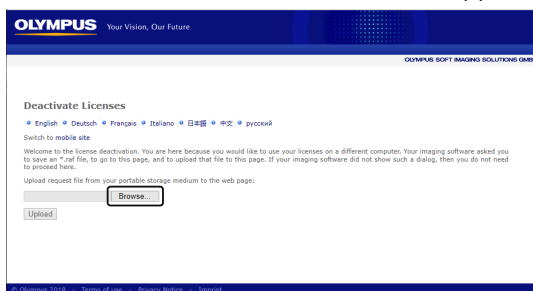 OLYMPUS Your Vision, Our Future
OLYMPUS SOFT IMAGING SOLUTIONS GMB
Deactivate Licenses
English Deutsch Français Italiano 日本語 中文 русский
Switch to mobile site
Welcome to the license deactivation. You are here because you would like to use your licenses on a different computer. Your imaging software asked you
to save an *.raf file, to go to this page, and to upload that file to this page. If your imaging software did not show such a dialog, then you do not need
to proceed here.
Upload request file from your portable storage medium to the web page:
Browse...
Upload
© Olympus 2018 · Terms of use · Privacy Notice · Imprint